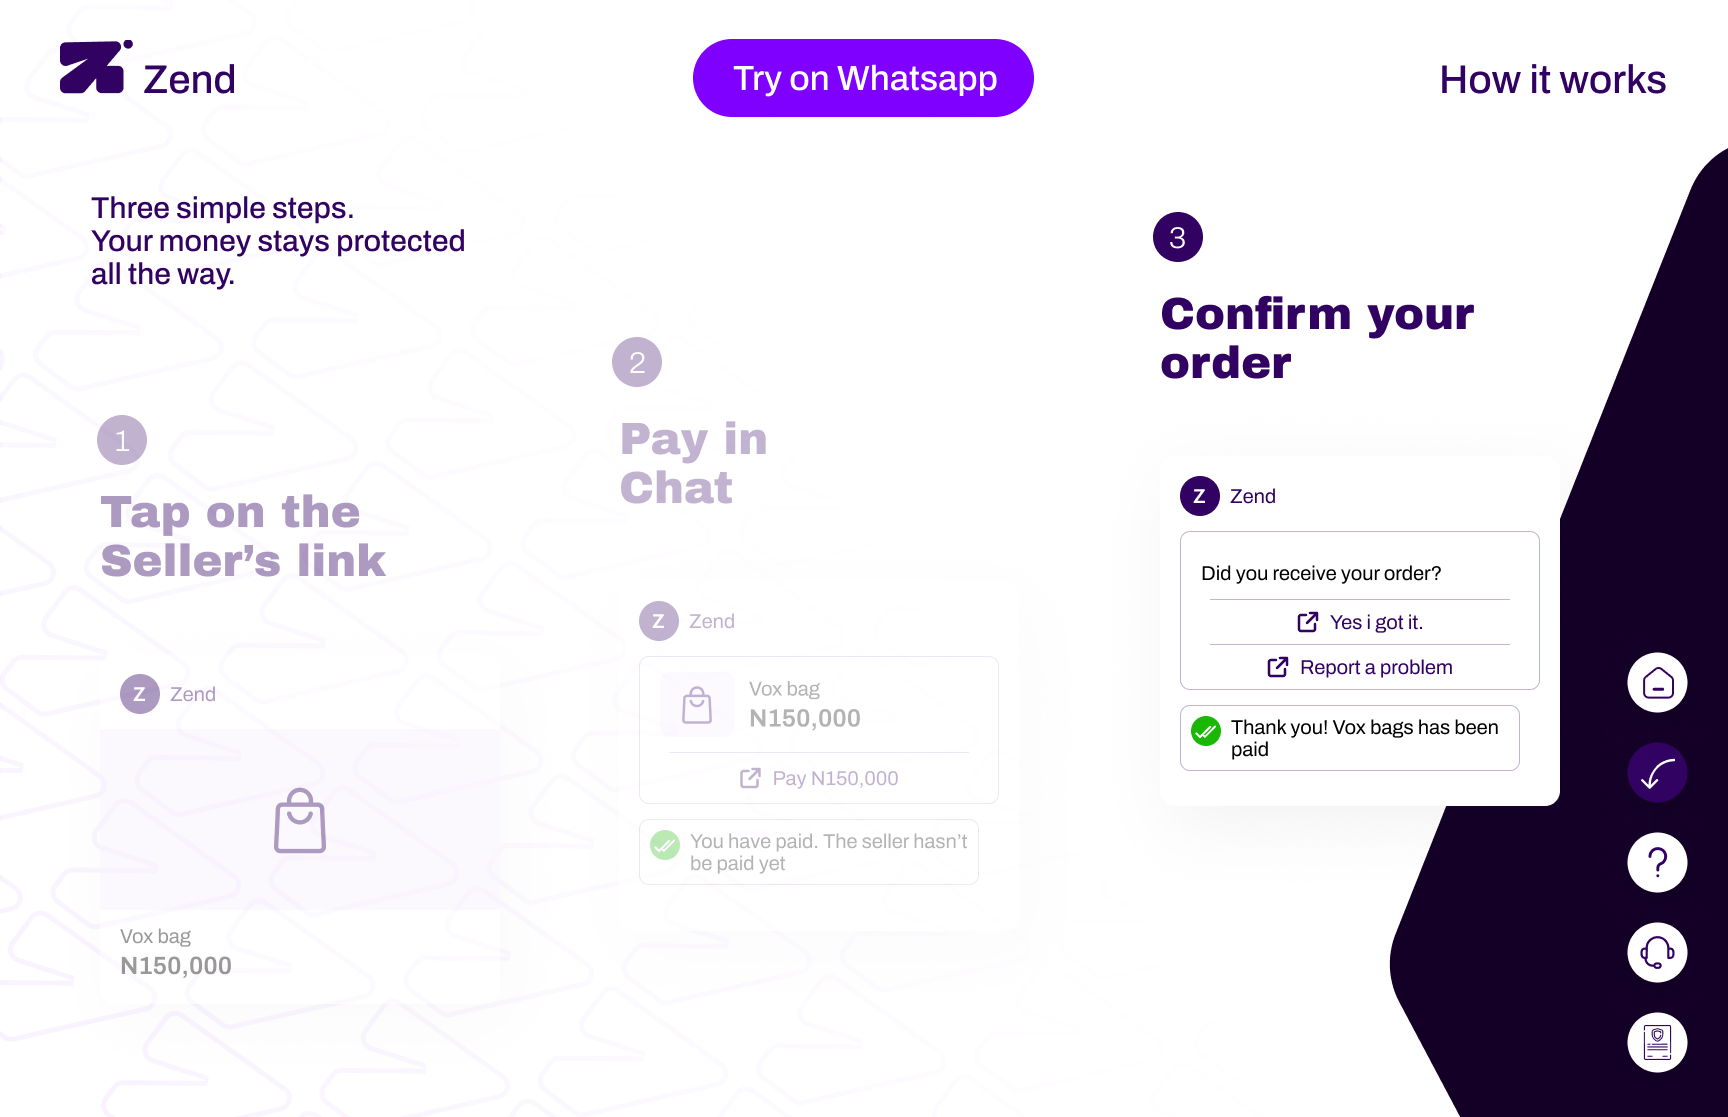 Zend
Try on Whatsapp
How it works
Three simple steps.
Your money stays protected
all the way.
1
Tap on the
Seller’s link
Z Zend
Vox bag
N150,000
2
Pay in
Chat
Z Zend
Vox bag
N150,000
Pay N150,000
You have paid. The seller hasn’t
be paid yet
3
Confirm your
order
Z Zend
Did you receive your order?
Yes i got it.
Report a problem
Thank you! Vox bags has been
paid
?